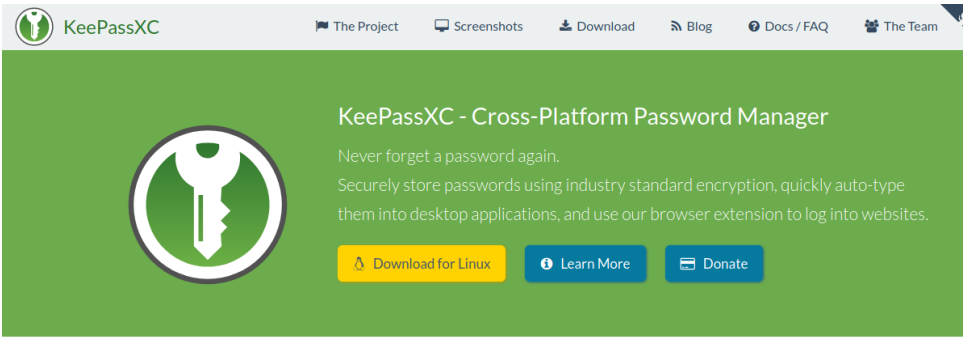 KeePassXC
The Project
Screenshots
Download
Blog
Docs / FAQ
The Team
KeePassXC - Cross-Platform Password Manager
Never forget a password again.
Securely store passwords using industry standard encryption, quickly auto-type
them into desktop applications, and use our browser extension to log into websites.
Download for Linux
Learn More
Donate